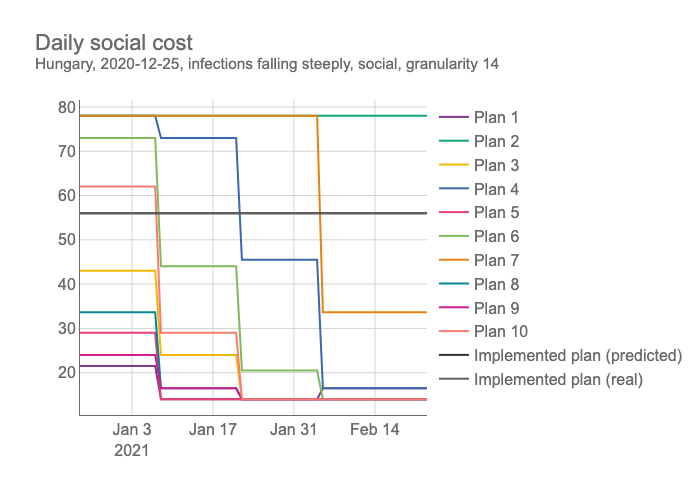 Daily social cost
Hungary, 2020-12-25, infections falling steeply, social, granularity 14
80
70
60
50
40
30
20
Jan 3
2021
Jan 17
Jan 31
Feb 14
Plan 1
Plan 2
Plan 3
Plan 4
Plan 5
Plan 6
Plan 7
Plan 8
Plan 9
Plan 10
Implemented plan (predicted)
Implemented plan (real)